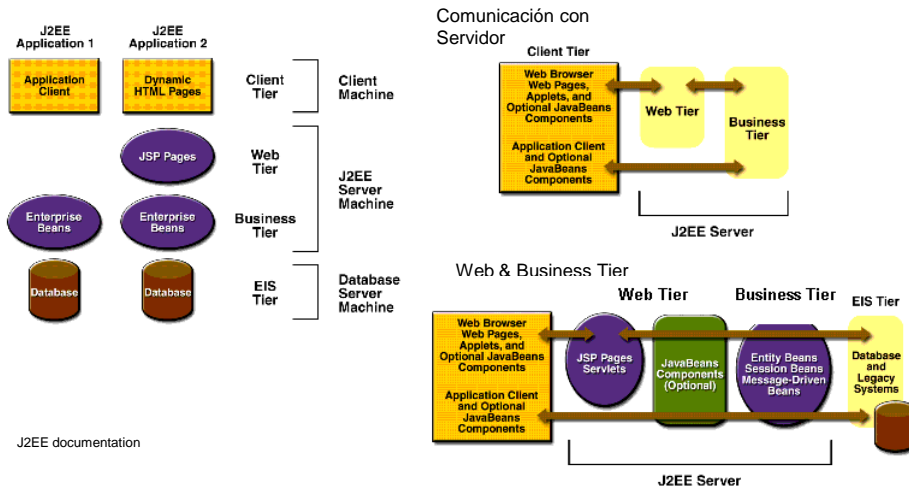 J2EE
Application 1
J2EE
Application 2
Application
Client
Dynamic
HTML Pages
Client
Tier
Client
Machine
JSP Pages
Web
Tier
J2EE
Server
Machine
Enterprise
Beans
Enterprise
Beans
Business
Tier
Database
Database
EIS
Tier
Database
Server
Machine
J2EE documentation
Comunicación con
Servidor
Client Tier
Web Browser
Web Pages,
Applets, and
Optional JavaBeans
Components
Application Client
and Optional
JavaBeans
Components
Web Tier
Business
Tier
J2EE Server
Web & Business Tier
Web Tier
Business Tier
EIS Tier
Web Browser
Web Pages,
Applets, and
Optional JavaBeans
Components
Application Client
and Optional
JavaBeans
Components
JSP Pages
Servlets
JavaBeans
Components
(Optional)
Entity Beans
Session Beans
Message-Driven
Beans
Database
and
Legacy
Systems
J2EE Server